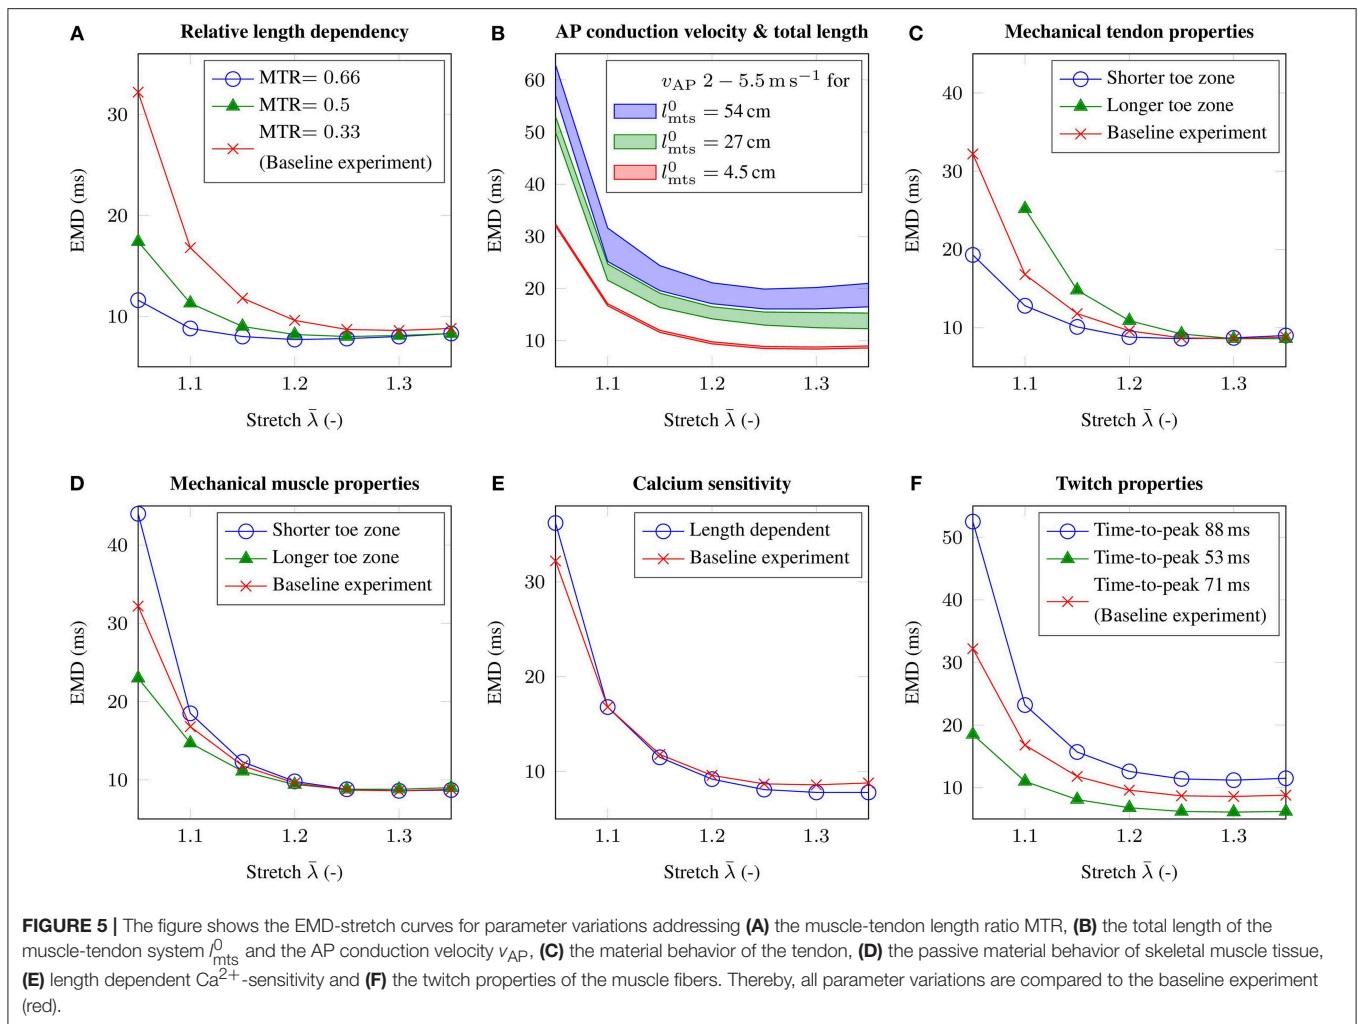 A Relative length dependency
MTR= 0.66
MTR= 0.5
MTR= 0.33
(Baseline experiment)
30
20
10
1.1 1.2 1.3
EMD (ms)
Stretch λ̄ (-)
B AP conduction velocity & total length
v_AP 2 − 5.5 m s⁻¹ for
l⁰_mts = 54 cm
l⁰_mts = 27 cm
l⁰_mts = 4.5 cm
60
50
40
30
20
10
1.1 1.2 1.3
EMD (ms)
Stretch λ̄ (-)
C Mechanical tendon properties
Shorter toe zone
Longer toe zone
Baseline experiment
40
30
20
10
1.1 1.2 1.3
EMD (ms)
Stretch λ̄ (-)
D Mechanical muscle properties
Shorter toe zone
Longer toe zone
Baseline experiment
40
30
20
10
1.1 1.2 1.3
EMD (ms)
Stretch λ̄ (-)
E Calcium sensitivity
Length dependent
Baseline experiment
30
20
10
1.1 1.2 1.3
EMD (ms)
Stretch λ̄ (-)
F Twitch properties
Time-to-peak 88 ms
Time-to-peak 53 ms
Time-to-peak 71 ms
(Baseline experiment)
50
40
30
20
10
1.1 1.2 1.3
EMD (ms)
Stretch λ̄ (-)
FIGURE 5 | The figure shows the EMD-stretch curves for parameter variations addressing (A) the muscle-tendon length ratio MTR, (B) the total length of the
muscle-tendon system l⁰_mts and the AP conduction velocity v_AP, (C) the material behavior of the tendon, (D) the passive material behavior of skeletal muscle tissue,
(E) length dependent Ca²⁺-sensitivity and (F) the twitch properties of the muscle fibers. Thereby, all parameter variations are compared to the baseline experiment
(red).